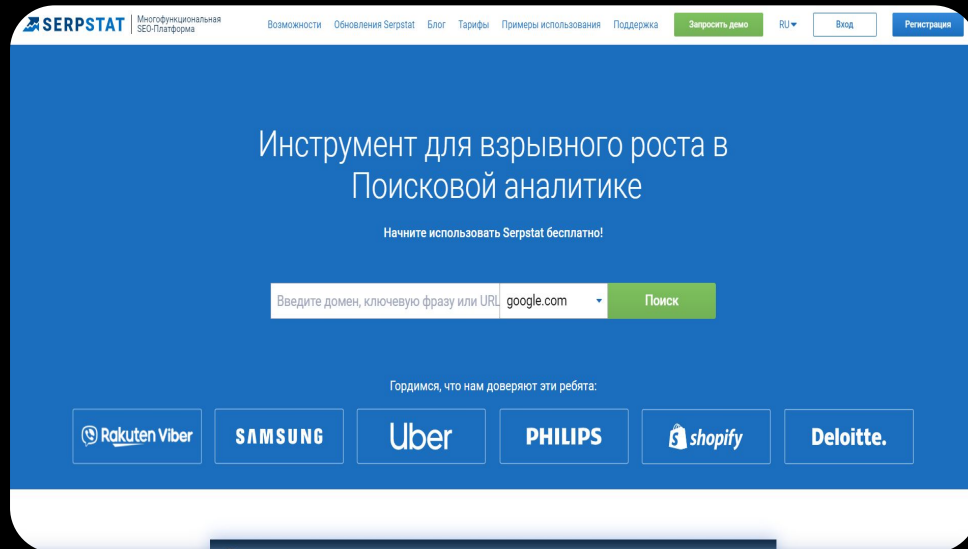 SERPSTAT
Многофункциональная
SEO-Платформа
Возможности
Обновления Serpstat
Блог
Тарифы
Примеры использования
Поддержка
Запросить демо
RU
Вход
Регистрация
Инструмент для взрывного роста в
Поисковой аналитике
Начните использовать Serpstat бесплатно!
Введите домен, ключевую фразу или URL
google.com
Поиск
Гордимся, что нам доверяют эти ребята:
Rakuten Viber
SAMSUNG
Uber
PHILIPS
shopify
Deloitte.